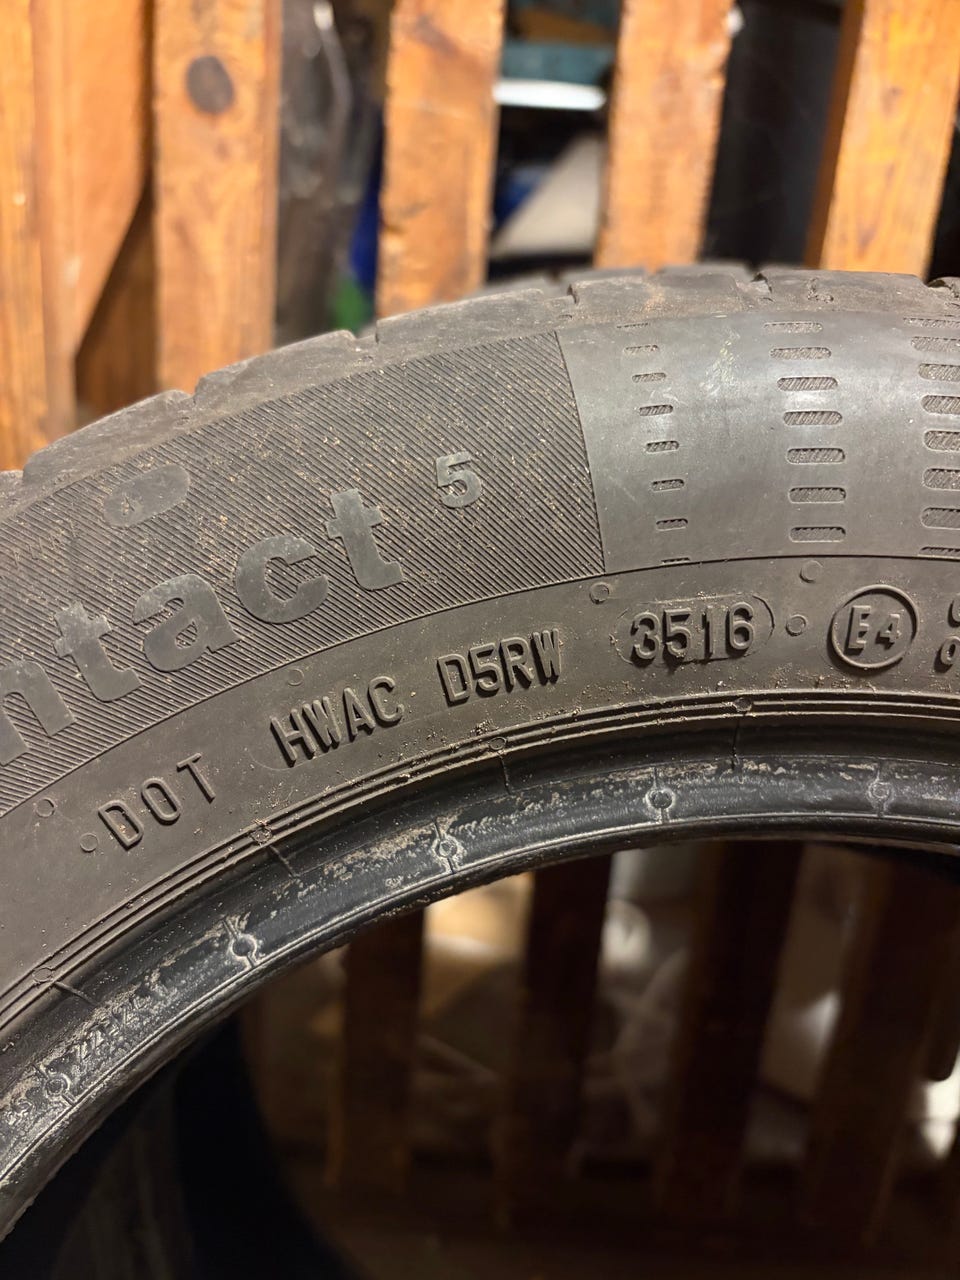 ntact 5
DOT HWAC D5RW 3516 E4